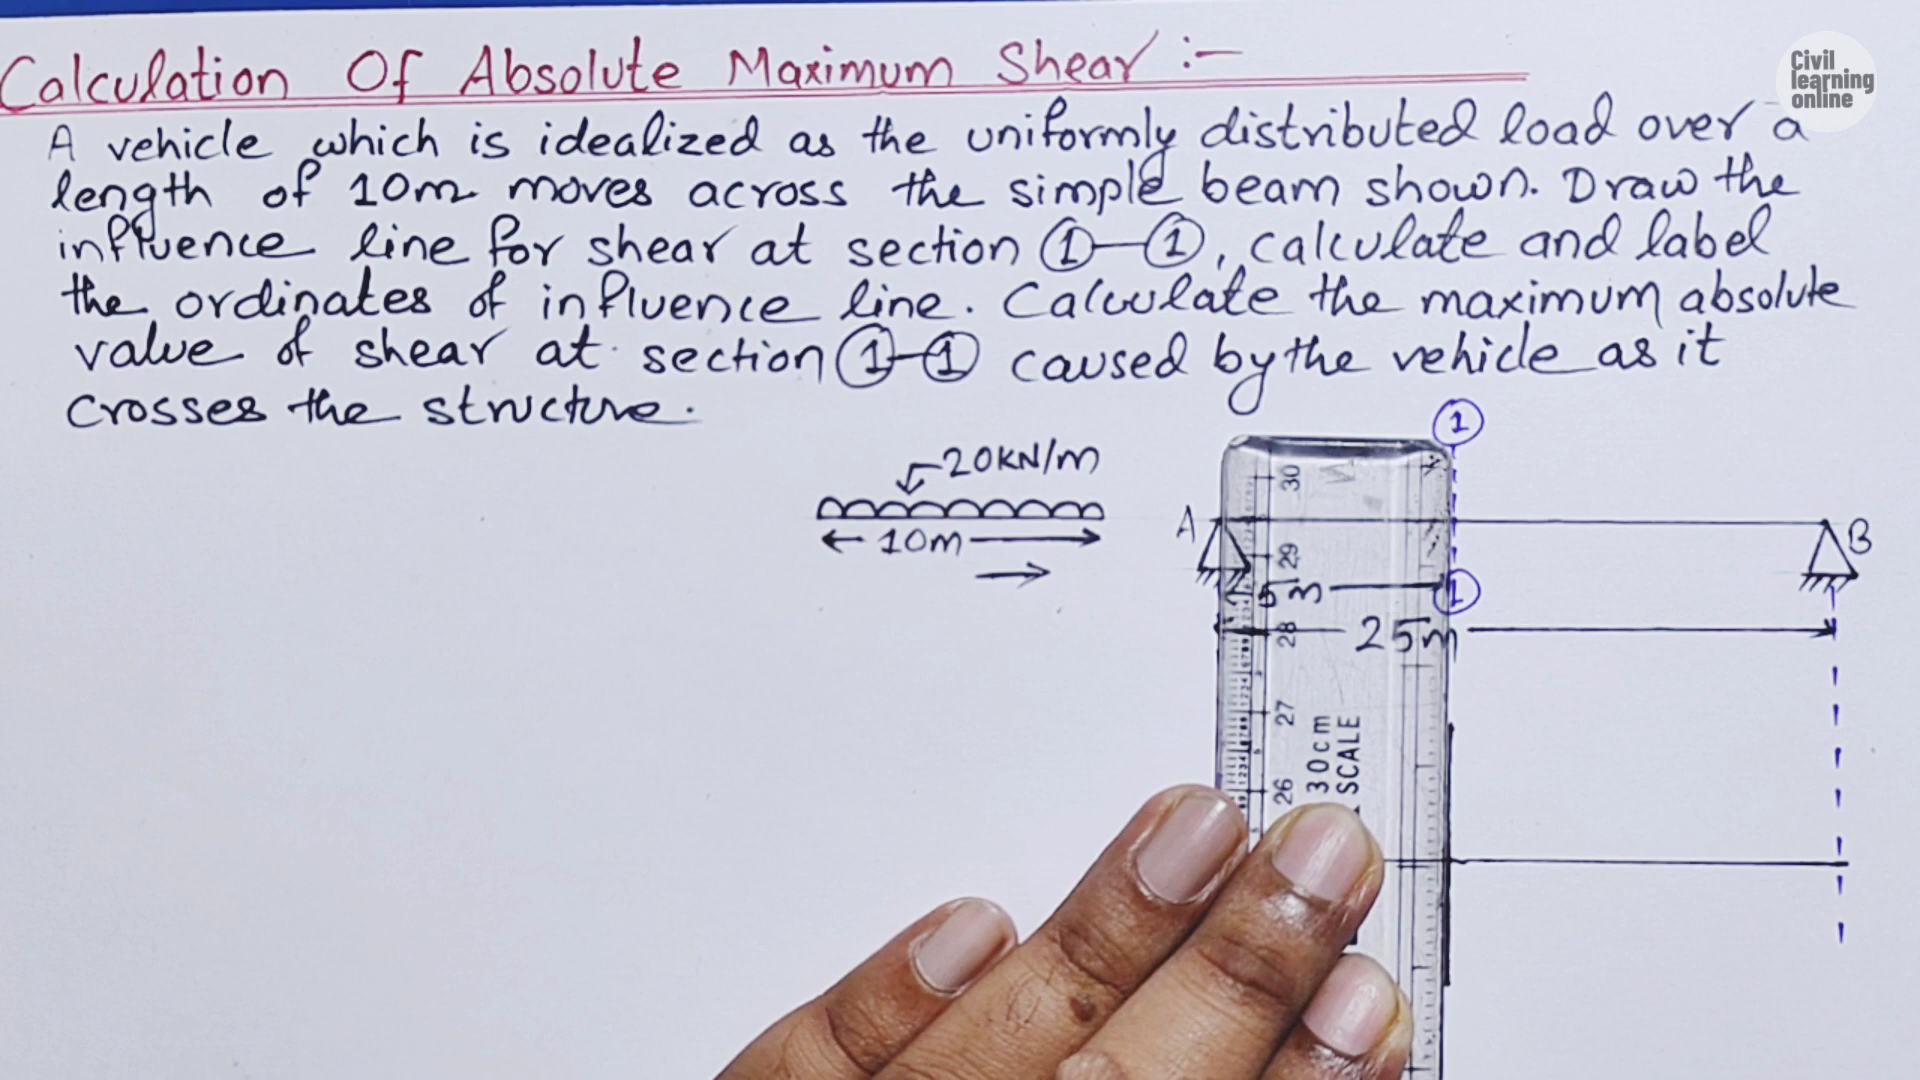 Calculation Of Absolute Maximum Shear :-
Civil
learning
online
A vehicle which is idealized as the uniformly distributed load over a
length of 10m moves across the simple beam shown. Draw the
influence line for shear at section 1-1, calculate and label
the ordinates of influence line. Calculate the maximum absolute
value of shear at section 1-1 caused by the vehicle as it
crosses the structure.
1
20KN/m
10m
A
B
1
25m
30
29
28
27
26
30cm
SCALE